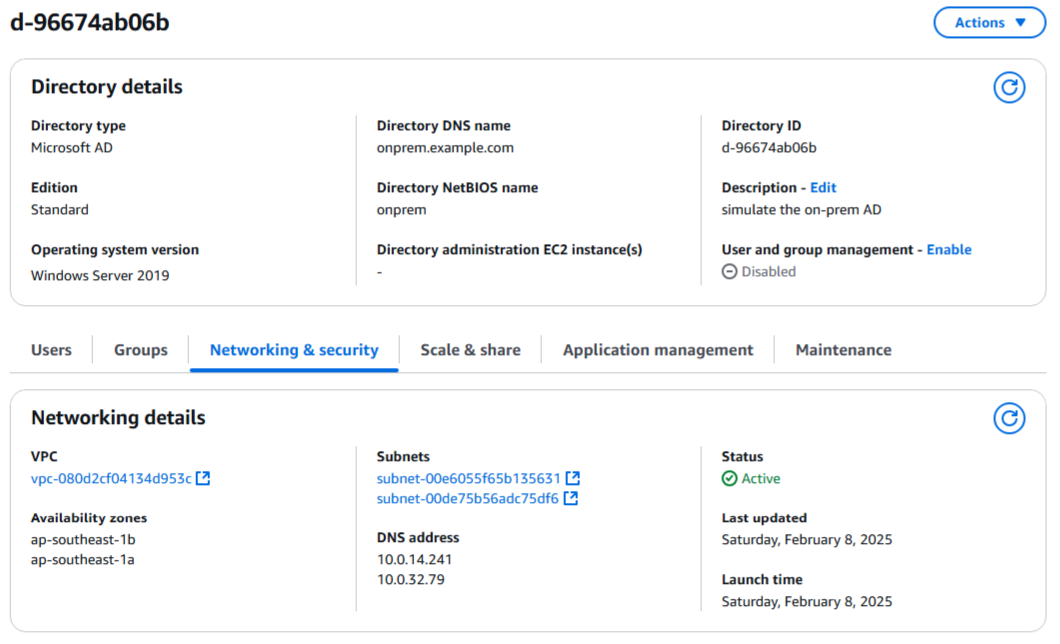 d-96674ab06b
Actions
Directory details
Directory type
Microsoft AD
Edition
Standard
Operating system version
Windows Server 2019
Directory DNS name
onprem.example.com
Directory NetBIOS name
onprem
Directory administration EC2 instance(s)
-
Directory ID
d-96674ab06b
Description - Edit
simulate the on-prem AD
User and group management - Enable
Disabled
Users
Groups
Networking & security
Scale & share
Application management
Maintenance
Networking details
VPC
vpc-080d2cf04134d953c
Availability zones
ap-southeast-1b
ap-southeast-1a
Subnets
subnet-00e6055f65b135631
subnet-00de75b56adc75df6
DNS address
10.0.14.241
10.0.32.79
Status
Active
Last updated
Saturday, February 8, 2025
Launch time
Saturday, February 8, 2025